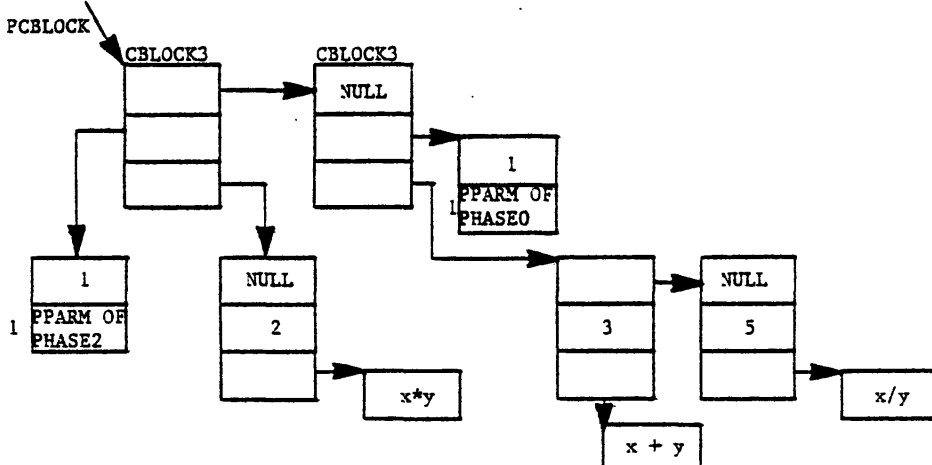 PCBLOCK
CBLOCK3
CBLOCK3
NULL
1
1
PPARM OF
PHASE0
1
1
PPARM OF
PHASE2
NULL
2
x*y
3
x + y
NULL
5
x/y